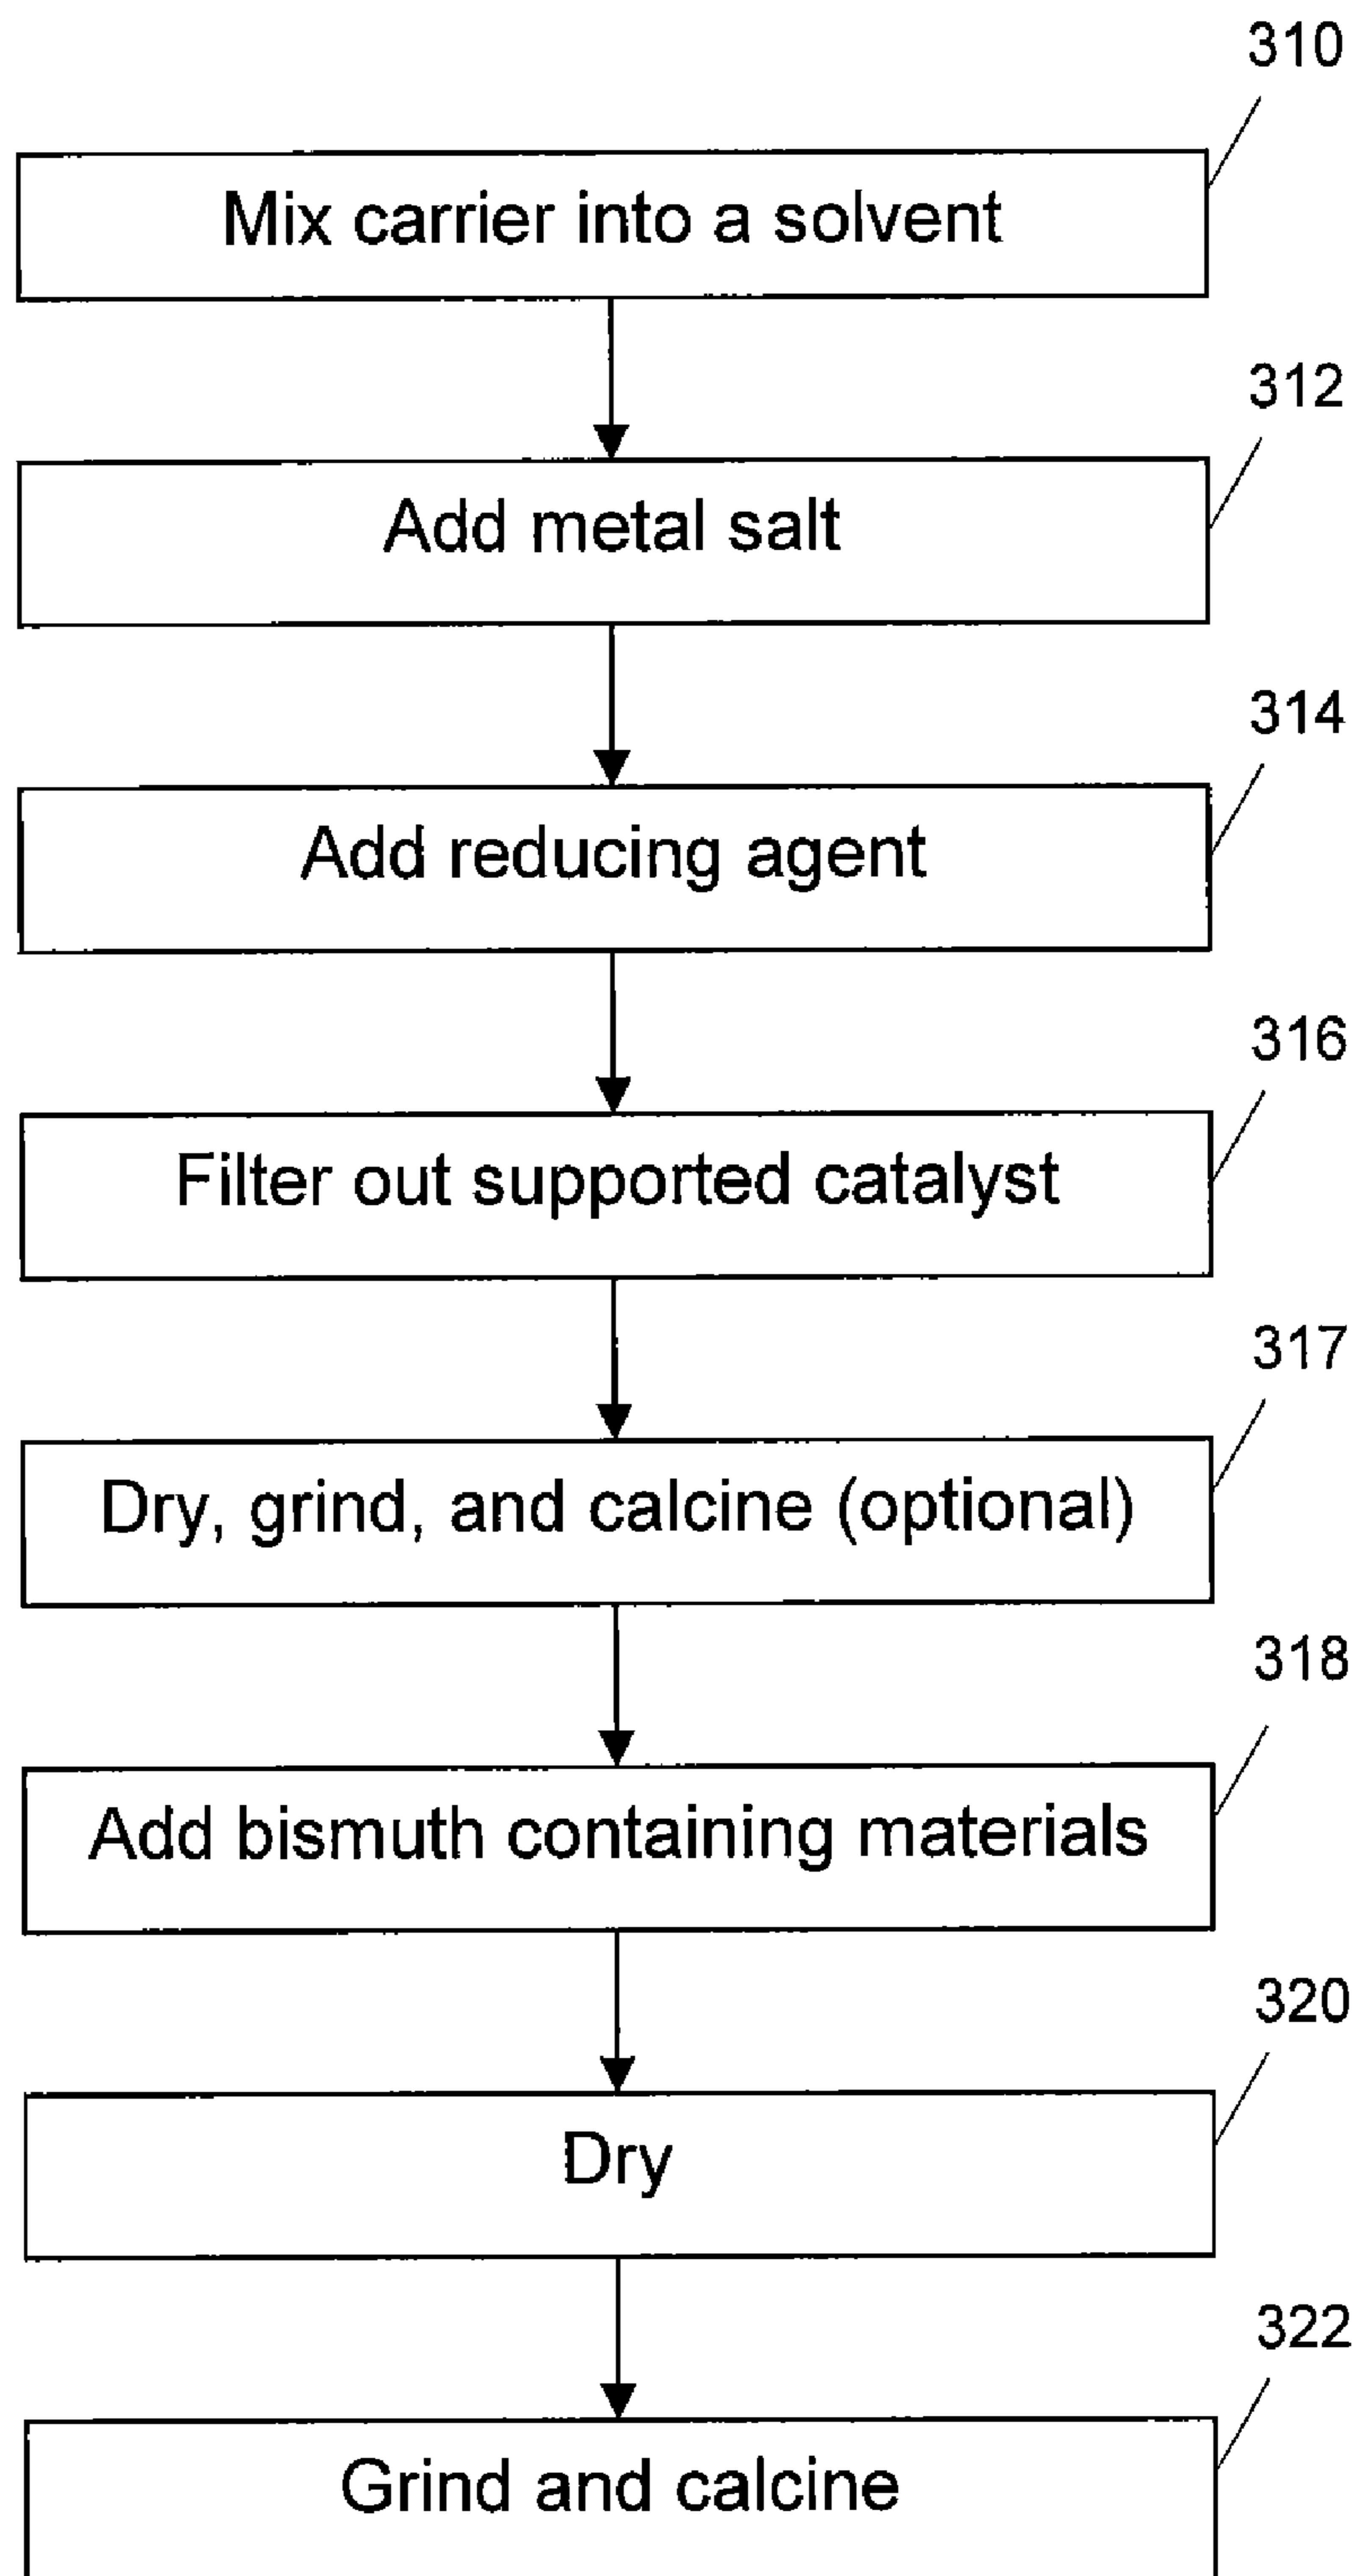 310
Mix carrier into a solvent
312
Add metal salt
314
Add reducing agent
316
Filter out supported catalyst
317
Dry, grind, and calcine (optional)
318
Add bismuth containing materials
320
Dry
322
Grind and calcine